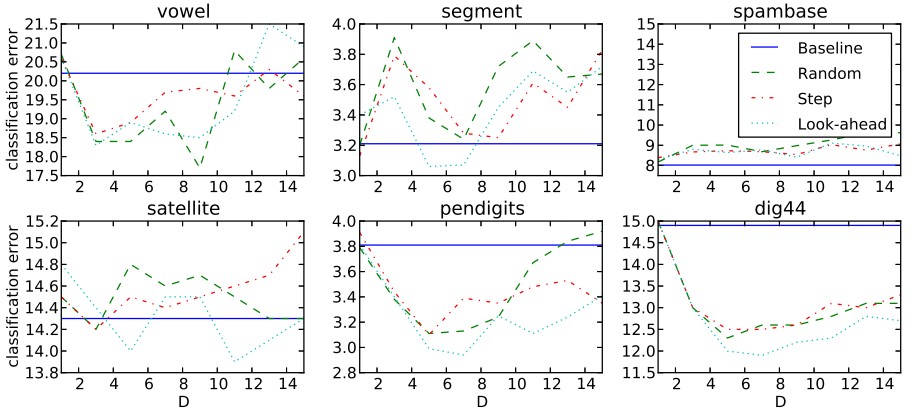 vowel
segment
spambase
classification error
21.5
21.0
20.5
20.0
19.5
19.0
18.5
18.0
17.5
2 4 6 8 10 12 14
4.0
3.8
3.6
3.4
3.2
3.0
2 4 6 8 10 12 14
15
14
13
12
11
10
9
8
2 4 6 8 10 12 14
Baseline
Random
Step
Look-ahead
satellite
pendigits
dig44
classification error
15.2
15.0
14.8
14.6
14.4
14.2
14.0
13.8
2 4 6 8 10 12 14
D
4.0
3.8
3.6
3.4
3.2
3.0
2.8
2 4 6 8 10 12 14
D
15.0
14.5
14.0
13.5
13.0
12.5
12.0
11.5
2 4 6 8 10 12 14
D